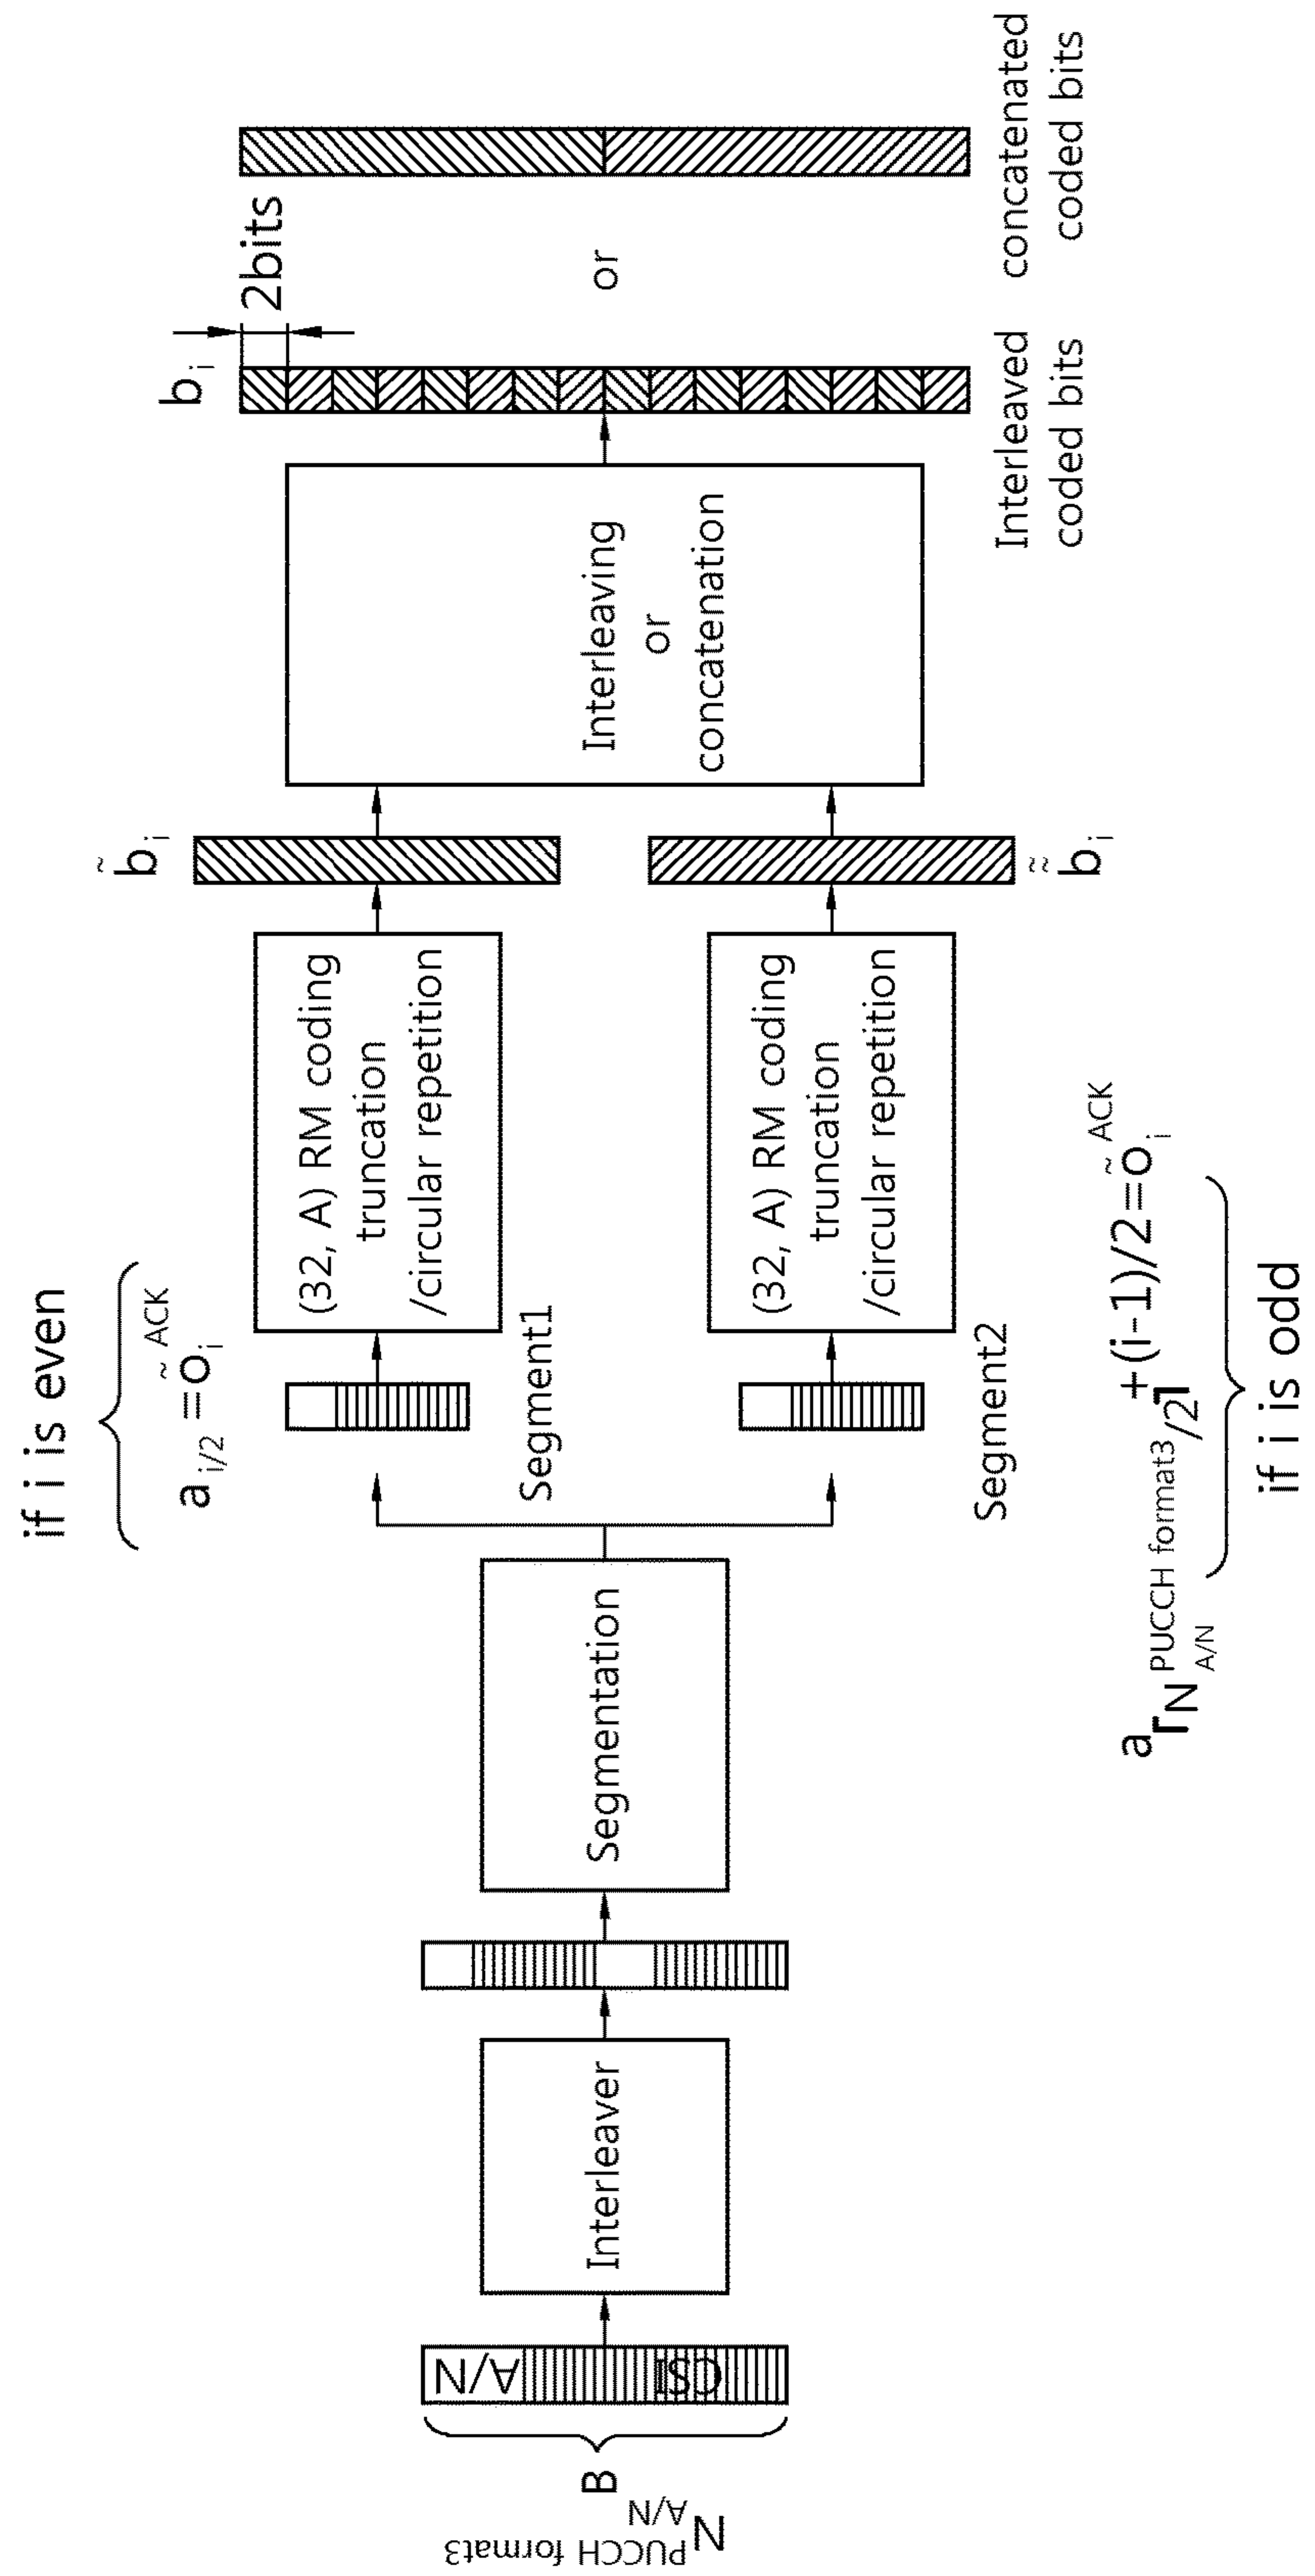 N A/N PUCCH format3
B
A/N
CSI
Interleaver
Segmentation
if i is even
a i/2 =õ i ACK
Segment1
Segment2
a ⌈N A/N PUCCH format3 /2⌉ +(i-1)/2=õ i ACK
if i is odd
(32, A) RM coding
truncation
/circular repetition
(32, A) RM coding
truncation
/circular repetition
b̃ i
b̃̃ i
Interleaving
or
concatenation
b i
2bits
Interleaved
coded bits
or
concatenated
coded bits